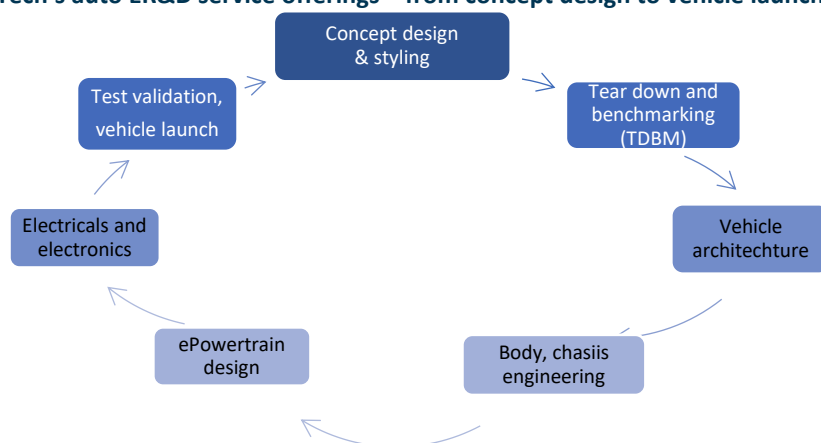 Tech's auto ER&D service offerings – from concept design to vehicle launch
Concept design
& styling
Tear down and
benchmarking
(TDBM)
Vehicle
architechture
Body, chasiis
engineering
ePowertrain
design
Electricals and
electronics
Test validation,
vehicle launch